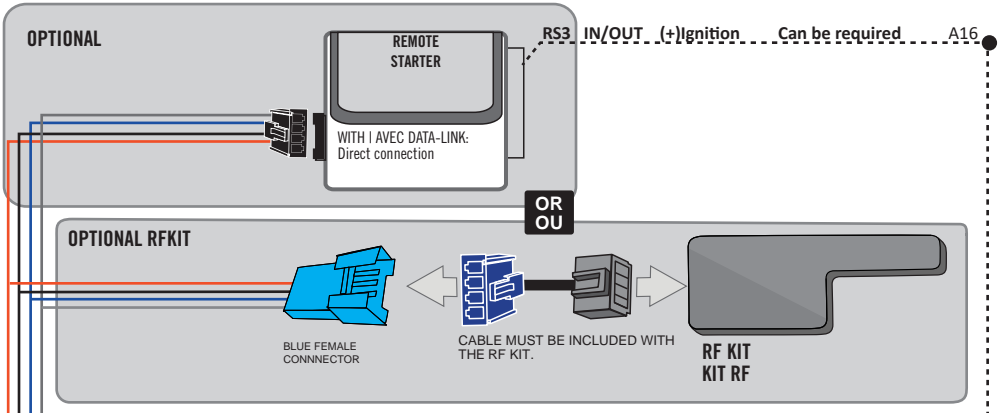 OPTIONAL
REMOTE
STARTER
RS3 IN/OUT (+)Ignition Can be required A16
WITH | AVEC DATA-LINK:
Direct connection
OR
OU
OPTIONAL RFKIT
BLUE FEMALE
CONNNECTOR
CABLE MUST BE INCLUDED WITH
THE RF KIT.
RF KIT
KIT RF